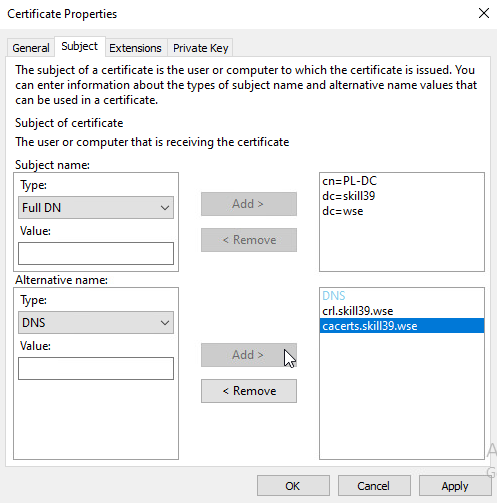 Certificate Properties
General Subject Extensions Private Key
The subject of a certificate is the user or computer to which the certificate is issued. You
can enter information about the types of subject name and alternative name values that
can be used in a certificate.
Subject of certificate
The user or computer that is receiving the certificate
Subject name:
Type:
Full DN
Value:
Add >
< Remove
cn=PL-DC
dc=skill39
dc=wse
Alternative name:
Type:
DNS
Value:
Add >
< Remove
DNS
crl.skill39.wse
cacerts.skill39.wse
OK Cancel Apply